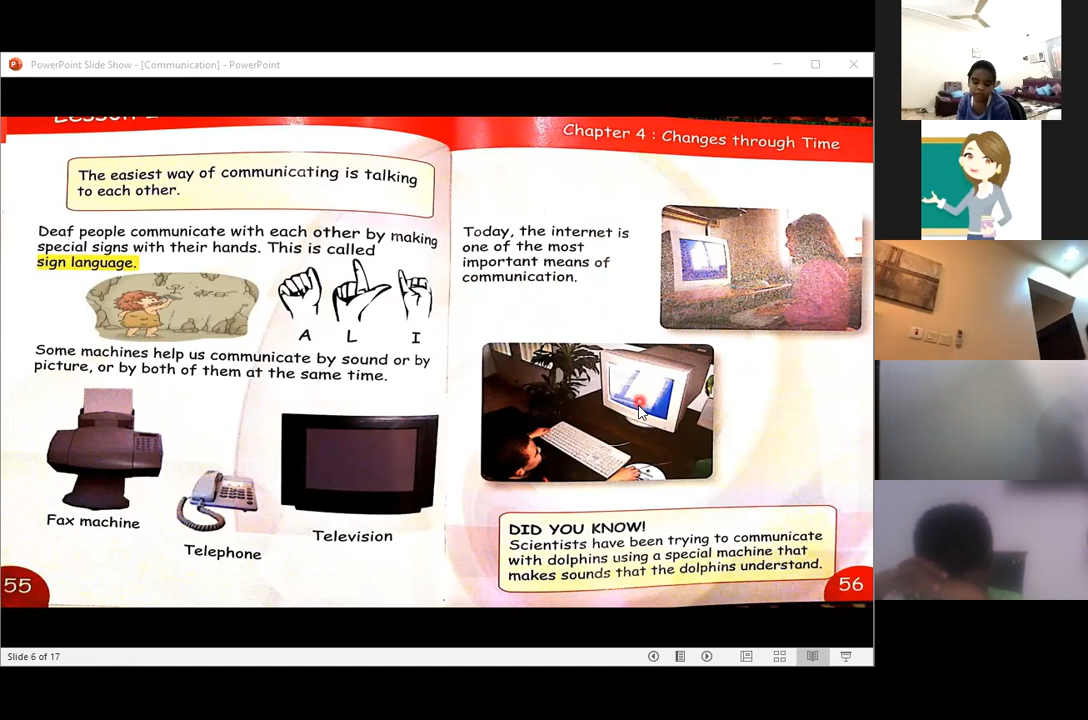 PowerPoint Slide Show - [Communication] - PowerPoint
Chapter 4 : Changes through Time
The easiest way of communicating is talking
to each other.
Deaf people communicate with each other by making
special signs with their hands. This is called
sign language.
A L I
Some machines help us communicate by sound or by
picture, or by both of them at the same time.
Fax machine
Telephone
Television
55
Today, the internet is
one of the most
important means of
communication.
DID YOU KNOW!
Scientists have been trying to communicate
with dolphins using a special machine that
makes sounds that the dolphins understand.
56
Slide 6 of 17